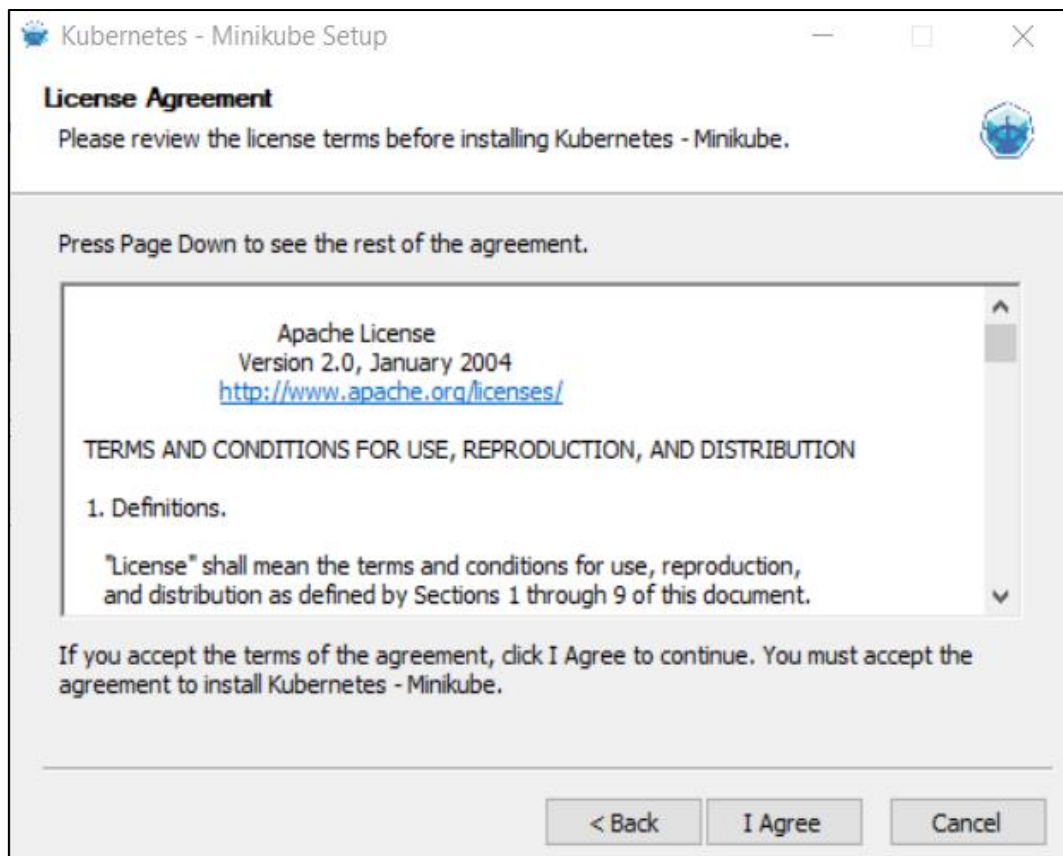 Kubernetes - Minikube Setup
License Agreement
Please review the license terms before installing Kubernetes - Minikube.
Press Page Down to see the rest of the agreement.
Apache License
Version 2.0, January 2004
http://www.apache.org/licenses/
TERMS AND CONDITIONS FOR USE, REPRODUCTION, AND DISTRIBUTION
1. Definitions.
"License" shall mean the terms and conditions for use, reproduction,
and distribution as defined by Sections 1 through 9 of this document.
If you accept the terms of the agreement, click I Agree to continue. You must accept the
agreement to install Kubernetes - Minikube.
< Back I Agree Cancel